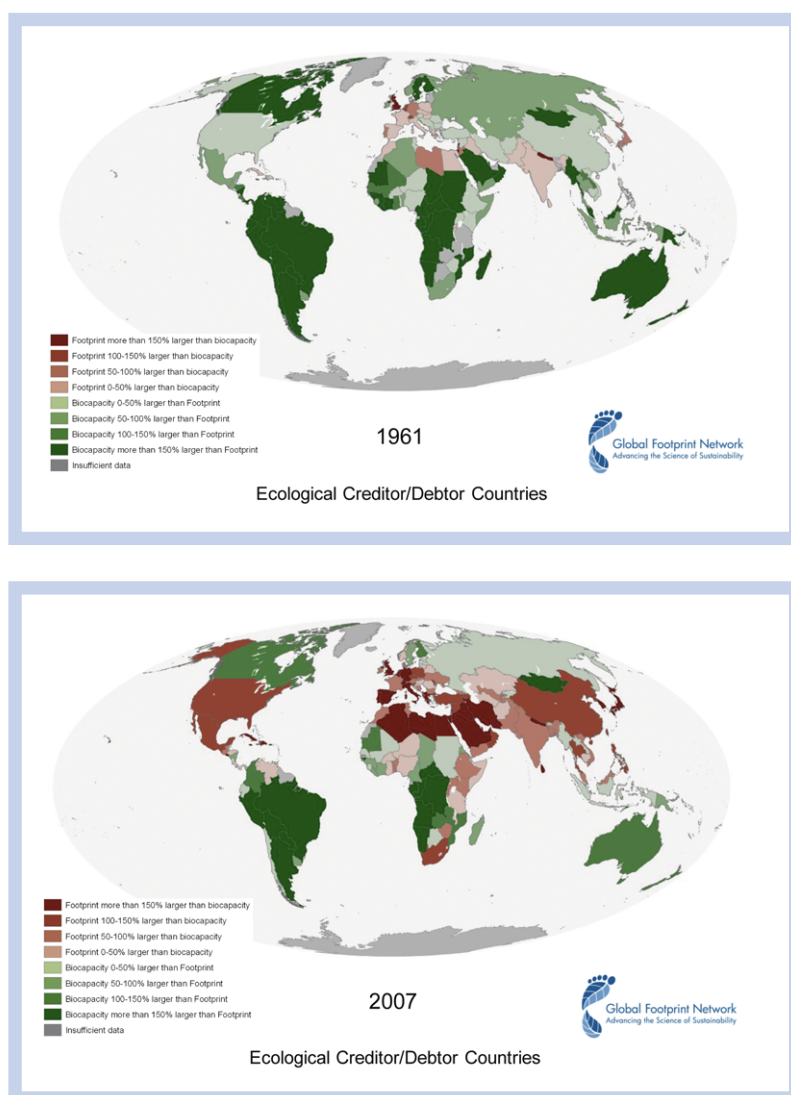 Footprint more than 150% larger than biocapacity
Footprint 100-150% larger than biocapacity
Footprint 50-100% larger than biocapacity
Footprint 0-50% larger than biocapacity
Biocapacity 0-50% larger than Footprint
Biocapacity 50-100% larger than Footprint
Biocapacity 100-150% larger than Footprint
Biocapacity more than 150% larger than Footprint
Insufficient data
1961
Global Footprint Network
Advancing the Science of Sustainability
Ecological Creditor/Debtor Countries
Footprint more than 150% larger than biocapacity
Footprint 100-150% larger than biocapacity
Footprint 50-100% larger than biocapacity
Footprint 0-50% larger than biocapacity
Biocapacity 0-50% larger than Footprint
Biocapacity 50-100% larger than Footprint
Biocapacity 100-150% larger than Footprint
Biocapacity more than 150% larger than Footprint
Insufficient data
2007
Global Footprint Network
Advancing the Science of Sustainability
Ecological Creditor/Debtor Countries